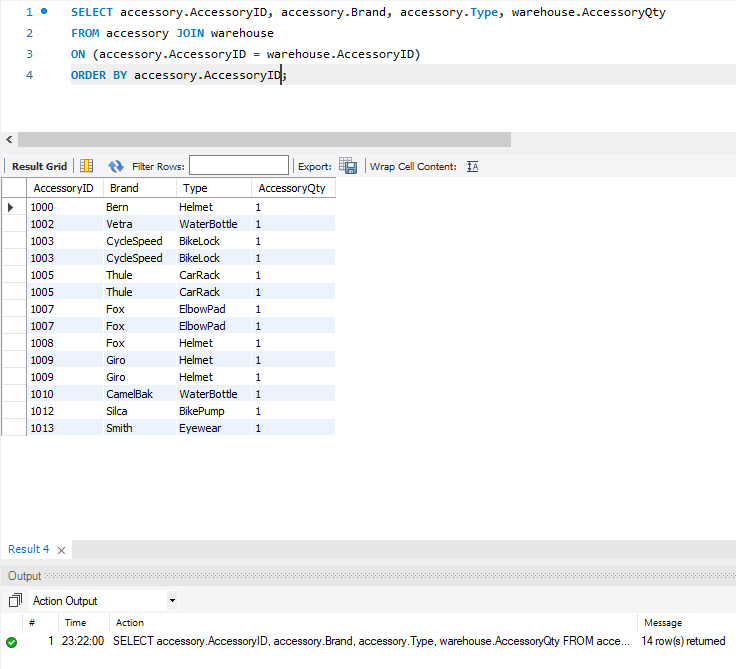 1 SELECT accessory.AccessoryID, accessory.Brand, accessory.Type, warehouse.AccessoryQty
2 FROM accessory JOIN warehouse
3 ON (accessory.AccessoryID = warehouse.AccessoryID)
4 ORDER BY accessory.AccessoryID;
Result Grid Filter Rows: Export: Wrap Cell Content: IA
AccessoryID Brand Type AccessoryQty
1000 Bern Helmet 1
1002 Vetra WaterBottle 1
1003 CycleSpeed BikeLock 1
1003 CycleSpeed BikeLock 1
1005 Thule CarRack 1
1005 Thule CarRack 1
1007 Fox ElbowPad 1
1007 Fox ElbowPad 1
1008 Fox Helmet 1
1009 Giro Helmet 1
1009 Giro Helmet 1
1010 CamelBak WaterBottle 1
1012 Silca BikePump 1
1013 Smith Eyewear 1
Result 4
Output
Action Output
# Time Action Message
1 23:22:00 SELECT accessory.AccessoryID, accessory.Brand, accessory.Type, warehouse.AccessoryQty FROM acce... 14 row(s) returned